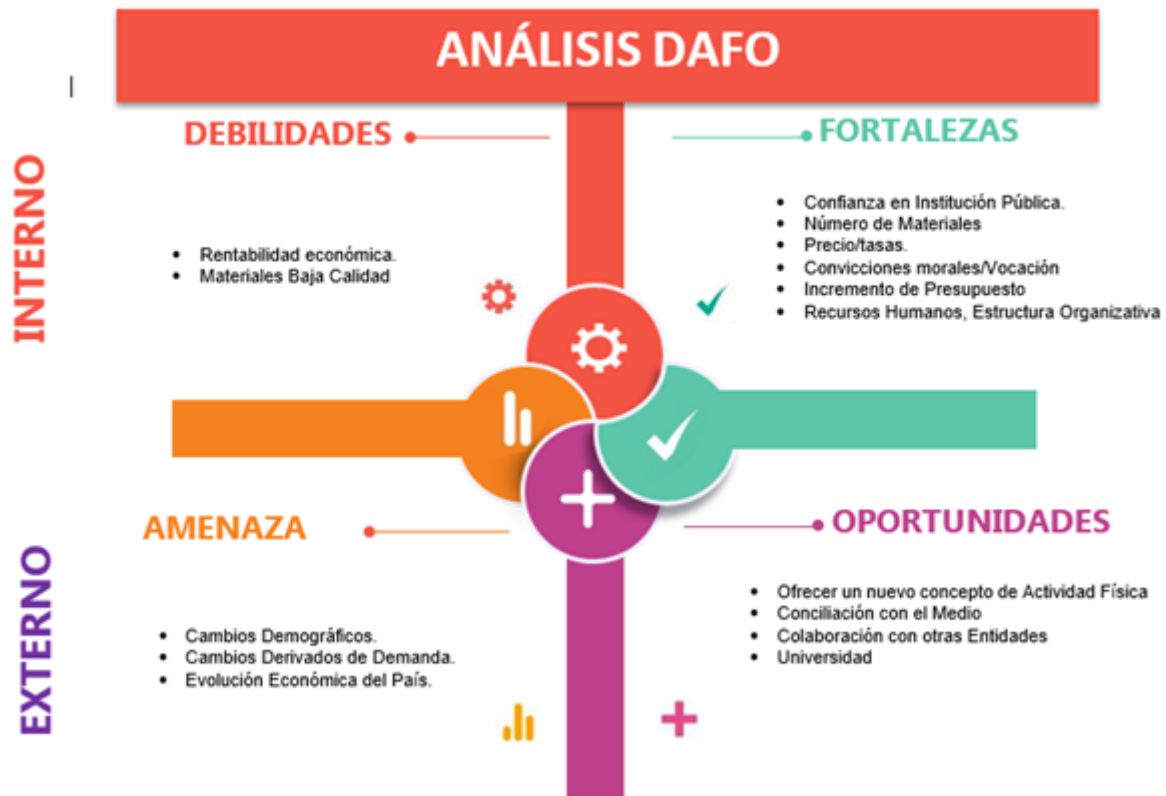 ANÁLISIS DAFO
INTERNO
DEBILIDADES
• Rentabilidad económica.
• Materiales Baja Calidad
FORTALEZAS
• Confianza en Institución Pública.
• Número de Materiales
• Precio/tasas.
• Convicciones morales/Vocación
• Incremento de Presupuesto
• Recursos Humanos, Estructura Organizativa
EXTERNO
AMENAZA
• Cambios Demográficos.
• Cambios Derivados de Demanda.
• Evolución Económica del País.
OPORTUNIDADES
• Ofrecer un nuevo concepto de Actividad Física
• Conciliación con el Medio
• Colaboración con otras Entidades
• Universidad